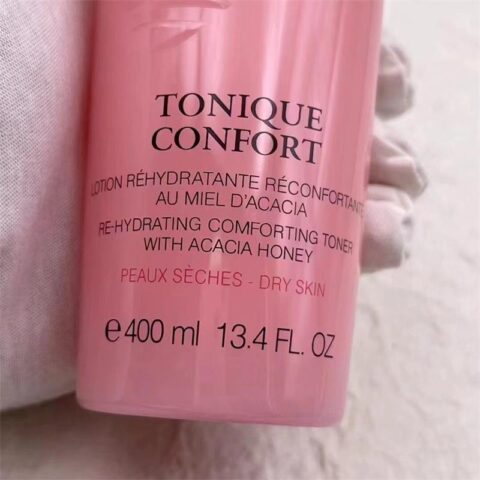 TONIQUE
CONFORT
LOTION RÉHYDRATANTE RÉCONFORTANTE
AU MIEL D'ACACIA
RE-HYDRATING COMFORTING TONER
WITH ACACIA HONEY
PEAUX SÈCHES - DRY SKIN
e400 ml 13.4 FL. OZ